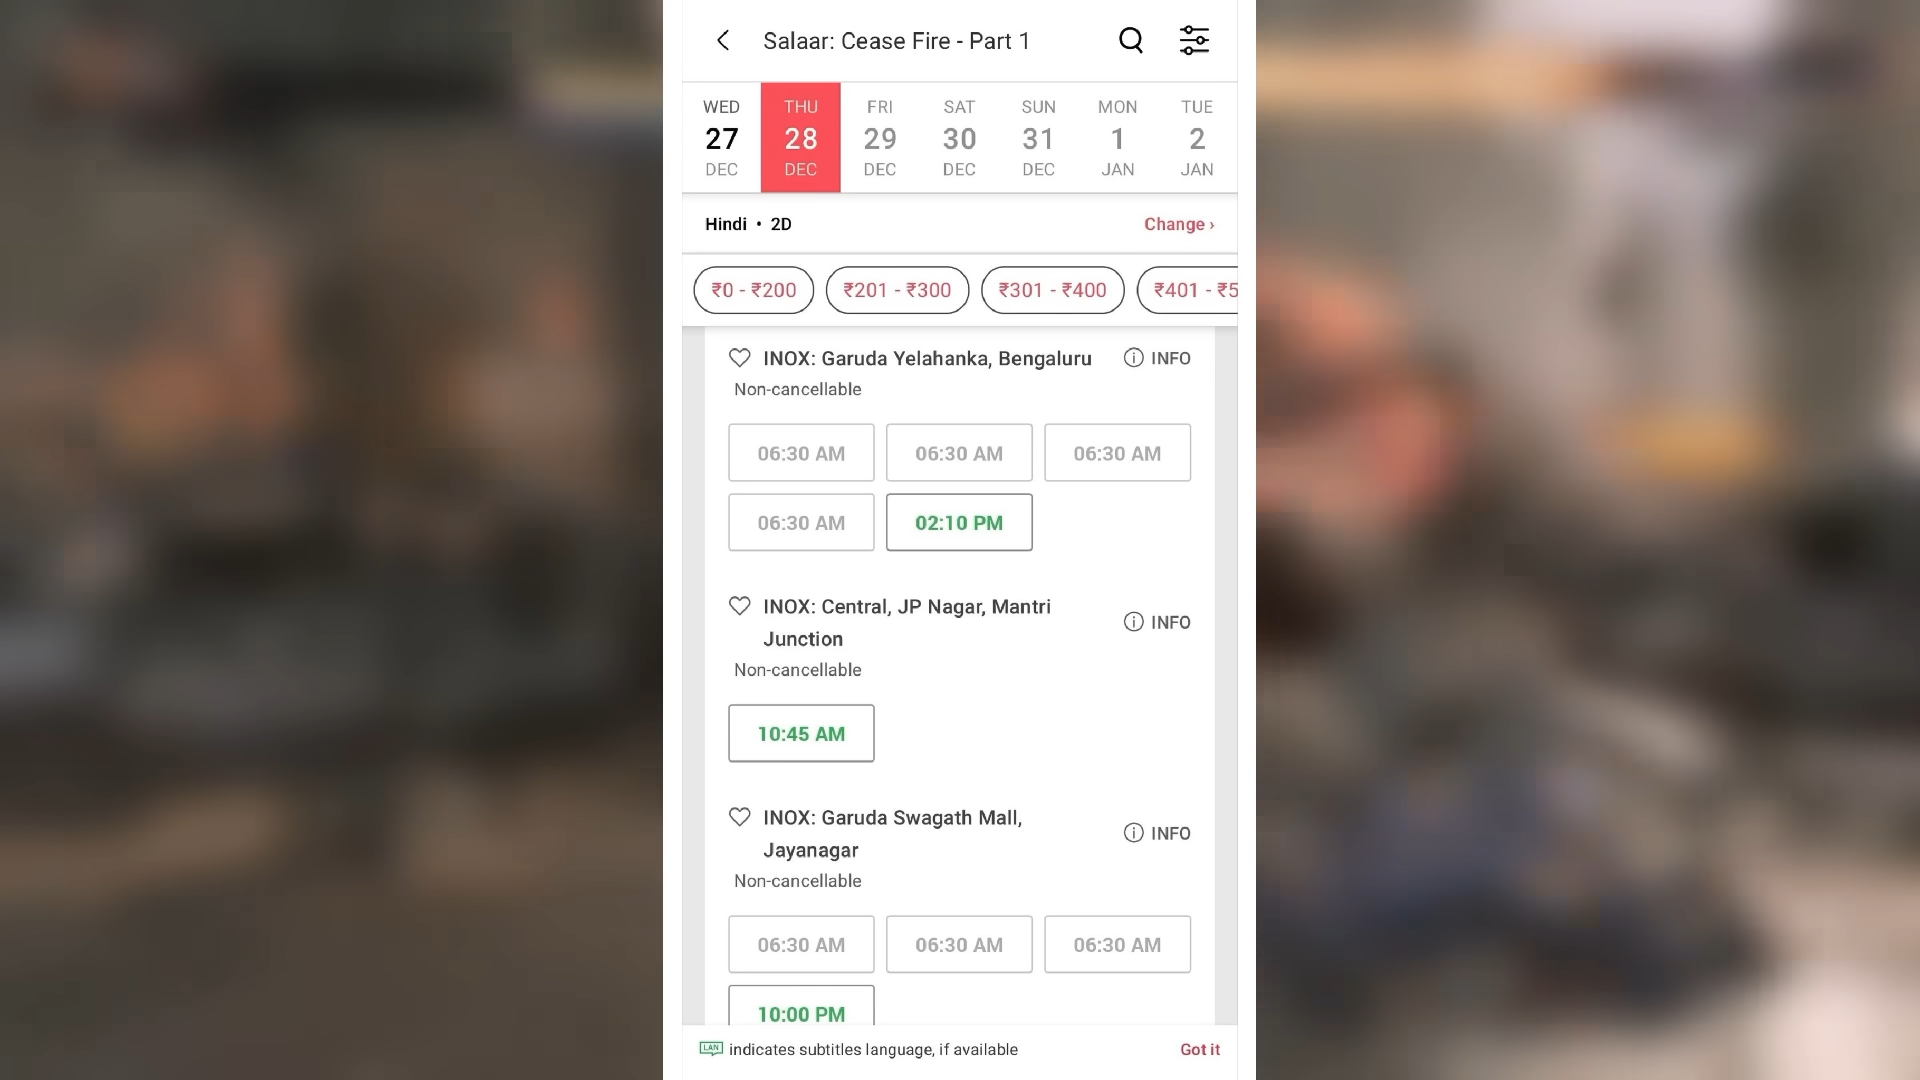 Salaar: Cease Fire - Part 1
WED THU FRI SAT SUN MON TUE
27 28 29 30 31 1 2
DEC DEC DEC DEC DEC JAN JAN
Hindi • 2D Change ›
₹0 - ₹200 ₹201 - ₹300 ₹301 - ₹400 ₹401 - ₹5
INOX: Garuda Yelahanka, Bengaluru INFO
Non-cancellable
06:30 AM 06:30 AM 06:30 AM
06:30 AM 02:10 PM
INOX: Central, JP Nagar, Mantri
Junction INFO
Non-cancellable
10:45 AM
INOX: Garuda Swagath Mall,
Jayanagar INFO
Non-cancellable
06:30 AM 06:30 AM 06:30 AM
10:00 PM
LAN indicates subtitles language, if available Got it